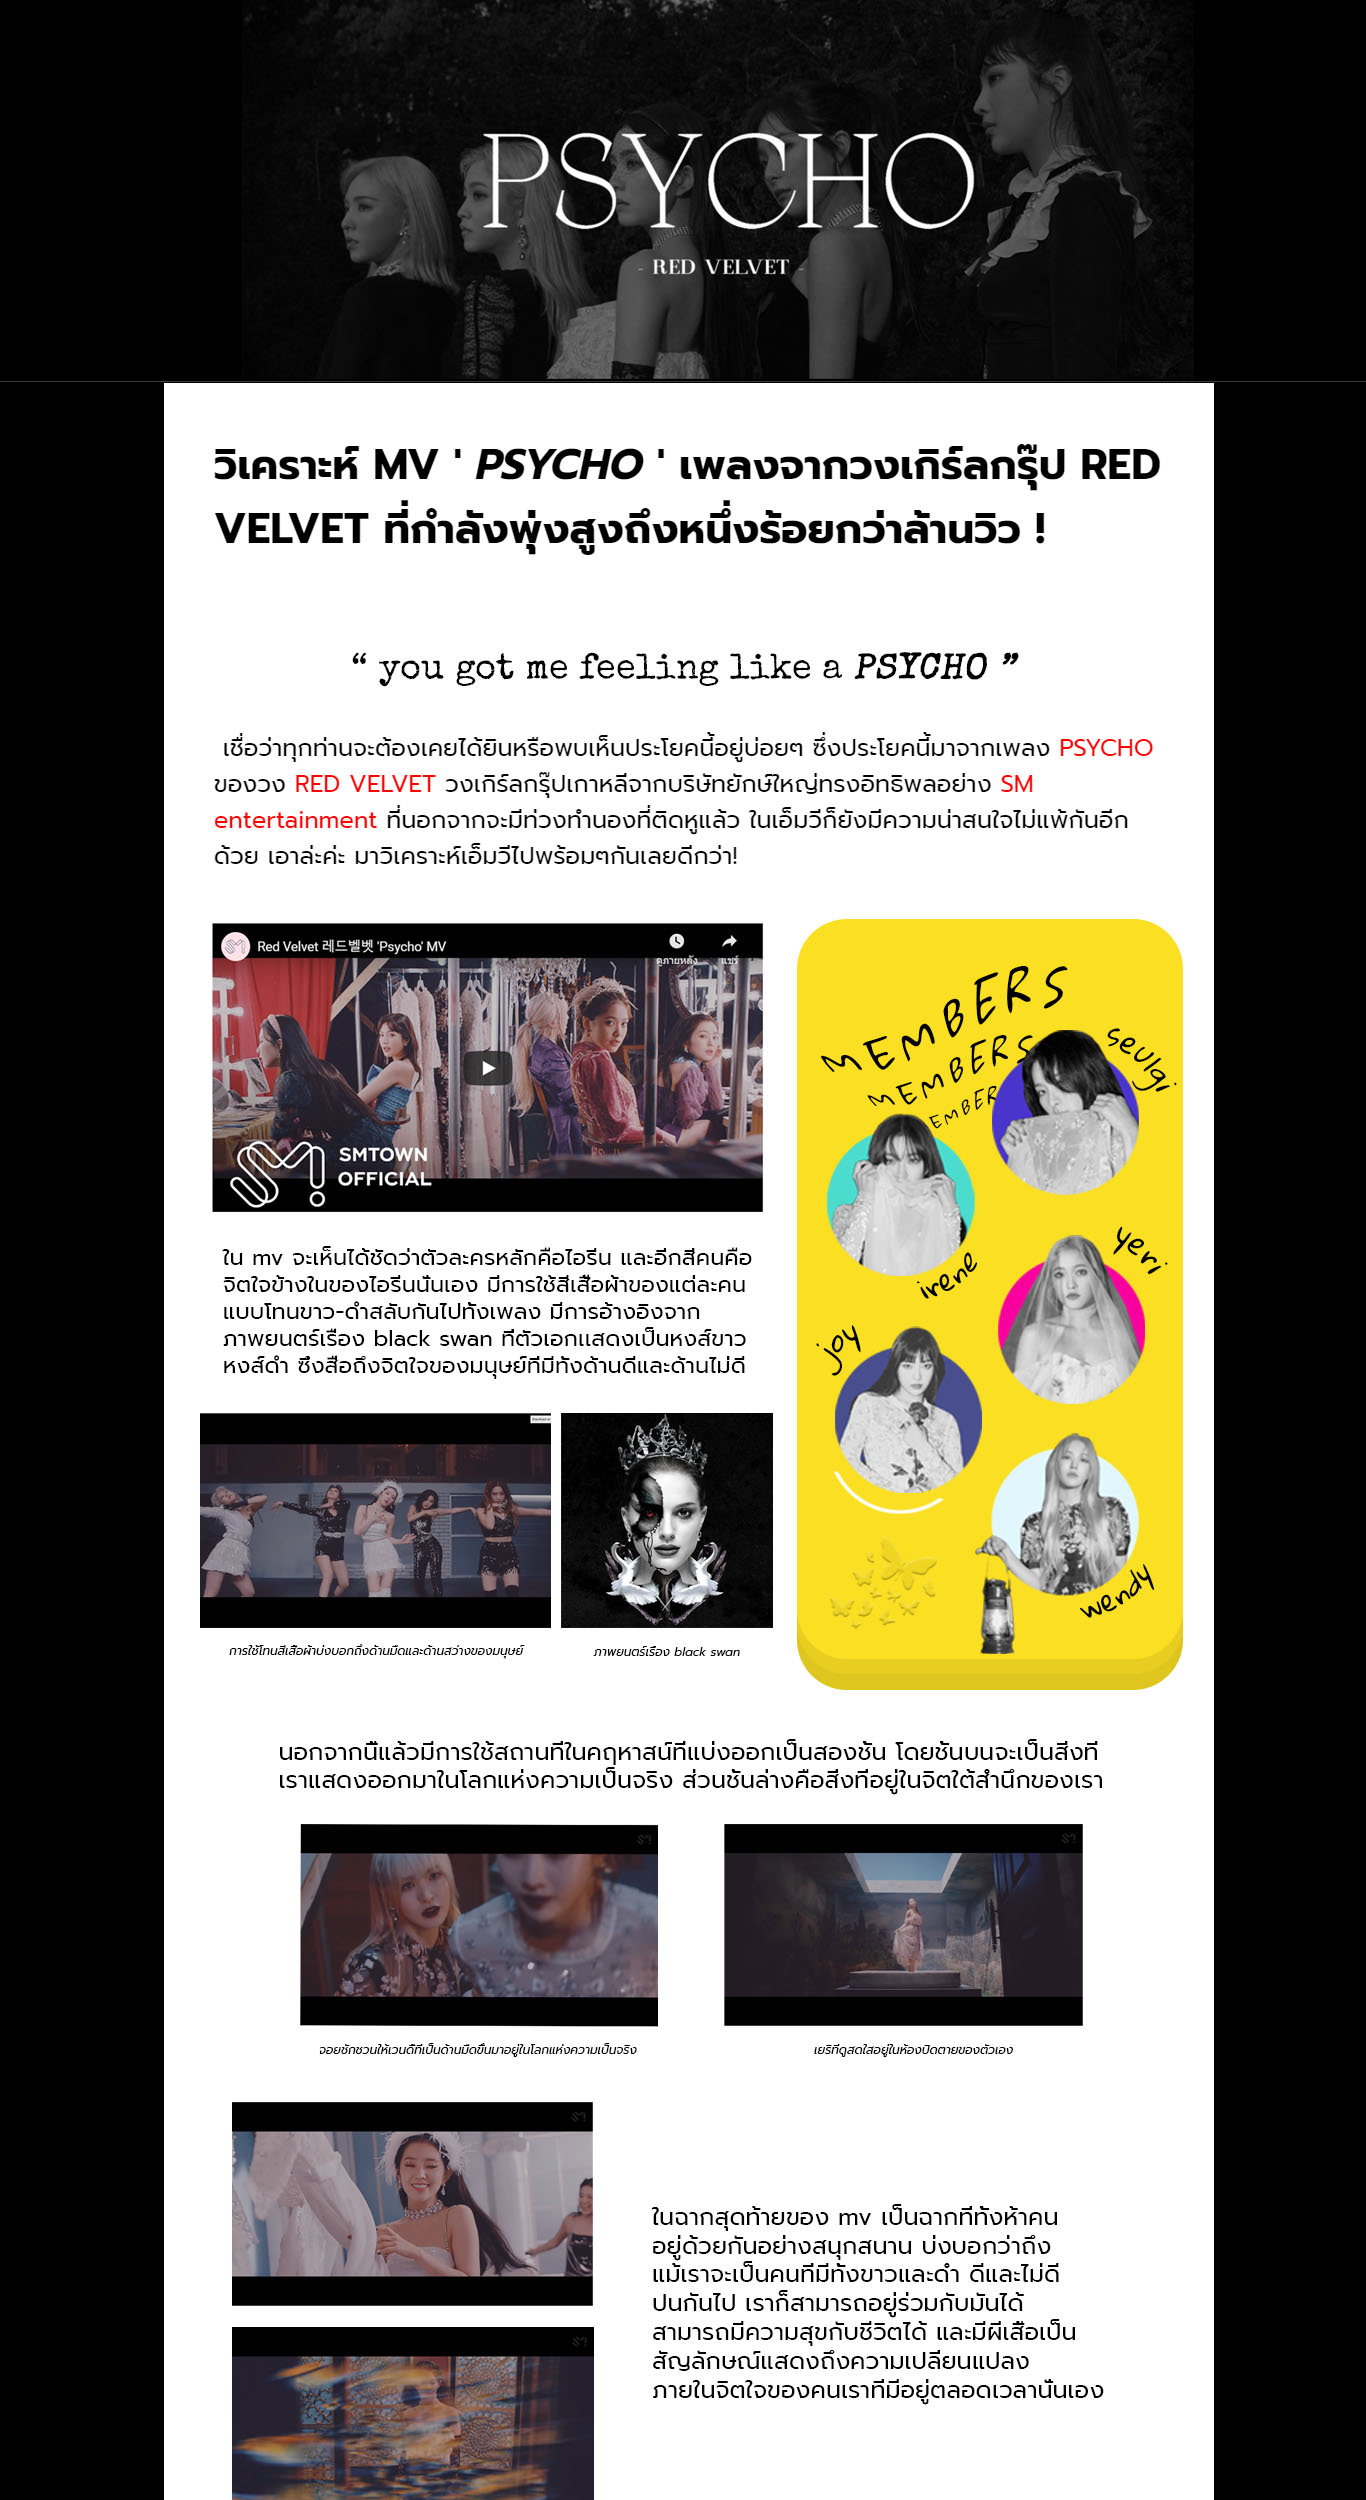 PSYCHO
- RED VELVET -
วิเคราะห์ MV ' PSYCHO ' เพลงจากวงเกิร์ลกรุ๊ป RED
VELVET ที่กำลังพุ่งสูงถึงหนึ่งร้อยกว่าล้านวิว !
“ you got me feeling like a PSYCHO ”
เชื่อว่าทุกท่านจะต้องเคยได้ยินหรือพบเห็นประโยคนี้อยู่บ่อยๆ ซึ่งประโยคนี้มาจากเพลง PSYCHO
ของวง RED VELVET วงเกิร์ลกรุ๊ปเกาหลีจากบริษัทยักษ์ใหญ่ทรงอิทธิพลอย่าง SM
entertainment ที่นอกจากจะมีท่วงทำนองที่ติดหูแล้ว ในเอ็มวีก็ยังมีความน่าสนใจไม่แพ้กันอีก
ด้วย เอาล่ะค่ะ มาวิเคราะห์เอ็มวีไปพร้อมๆกันเลยดีกว่า!
Red Velvet 레드벨벳 'Psycho' MV
ดูภายหลัง
แชร์
SMTOWN
OFFICIAL
MEMBERS
MEMBERS
EMBER
seulgi
irene
yeri
joy
wendy
ใน mv จะเห็นได้ชัดว่าตัวละครหลักคือไอรีน และอีกสี่คนคือ
จิตใจข้างในของไอรีนนั่นเอง มีการใช้สีเสื้อผ้าของแต่ละคน
แบบโทนขาว-ดำสลับกันไปทั้งเพลง มีการอ้างอิงจาก
ภาพยนตร์เรื่อง black swan ที่ตัวเอกแสดงเป็นหงส์ขาว
หงส์ดำ ซึ่งสื่อถึงจิตใจของมนุษย์ที่มีทั้งด้านดีและด้านไม่ดี
การใช้โทนสีเสื้อผ้าบ่งบอกถึงด้านมืดและด้านสว่างของมนุษย์
ภาพยนตร์เรื่อง black swan
นอกจากนี้แล้วมีการใช้สถานที่ในคฤหาสน์ที่แบ่งออกเป็นสองชั้น โดยชั้นบนจะเป็นสิ่งที่
เราแสดงออกมาในโลกแห่งความเป็นจริง ส่วนชั้นล่างคือสิ่งที่อยู่ในจิตใต้สำนึกของเรา
จอยชักชวนให้เวนดี้ที่เป็นด้านมืดขึ้นมาอยู่ในโลกแห่งความเป็นจริง
เยริที่ดูสดใสอยู่ในห้องปิดตายของตัวเอง
ในฉากสุดท้ายของ mv เป็นฉากที่ทั้งห้าคน
อยู่ด้วยกันอย่างสนุกสนาน บ่งบอกว่าถึง
แม้เราจะเป็นคนที่มีทั้งขาวและดำ ดีและไม่ดี
ปนกันไป เราก็สามารถอยู่ร่วมกับมันได้
สามารถมีความสุขกับชีวิตได้ และมีผีเสื้อเป็น
สัญลักษณ์แสดงถึงความเปลี่ยนแปลง
ภายในจิตใจของคนเราที่มีอยู่ตลอดเวลานั่นเอง